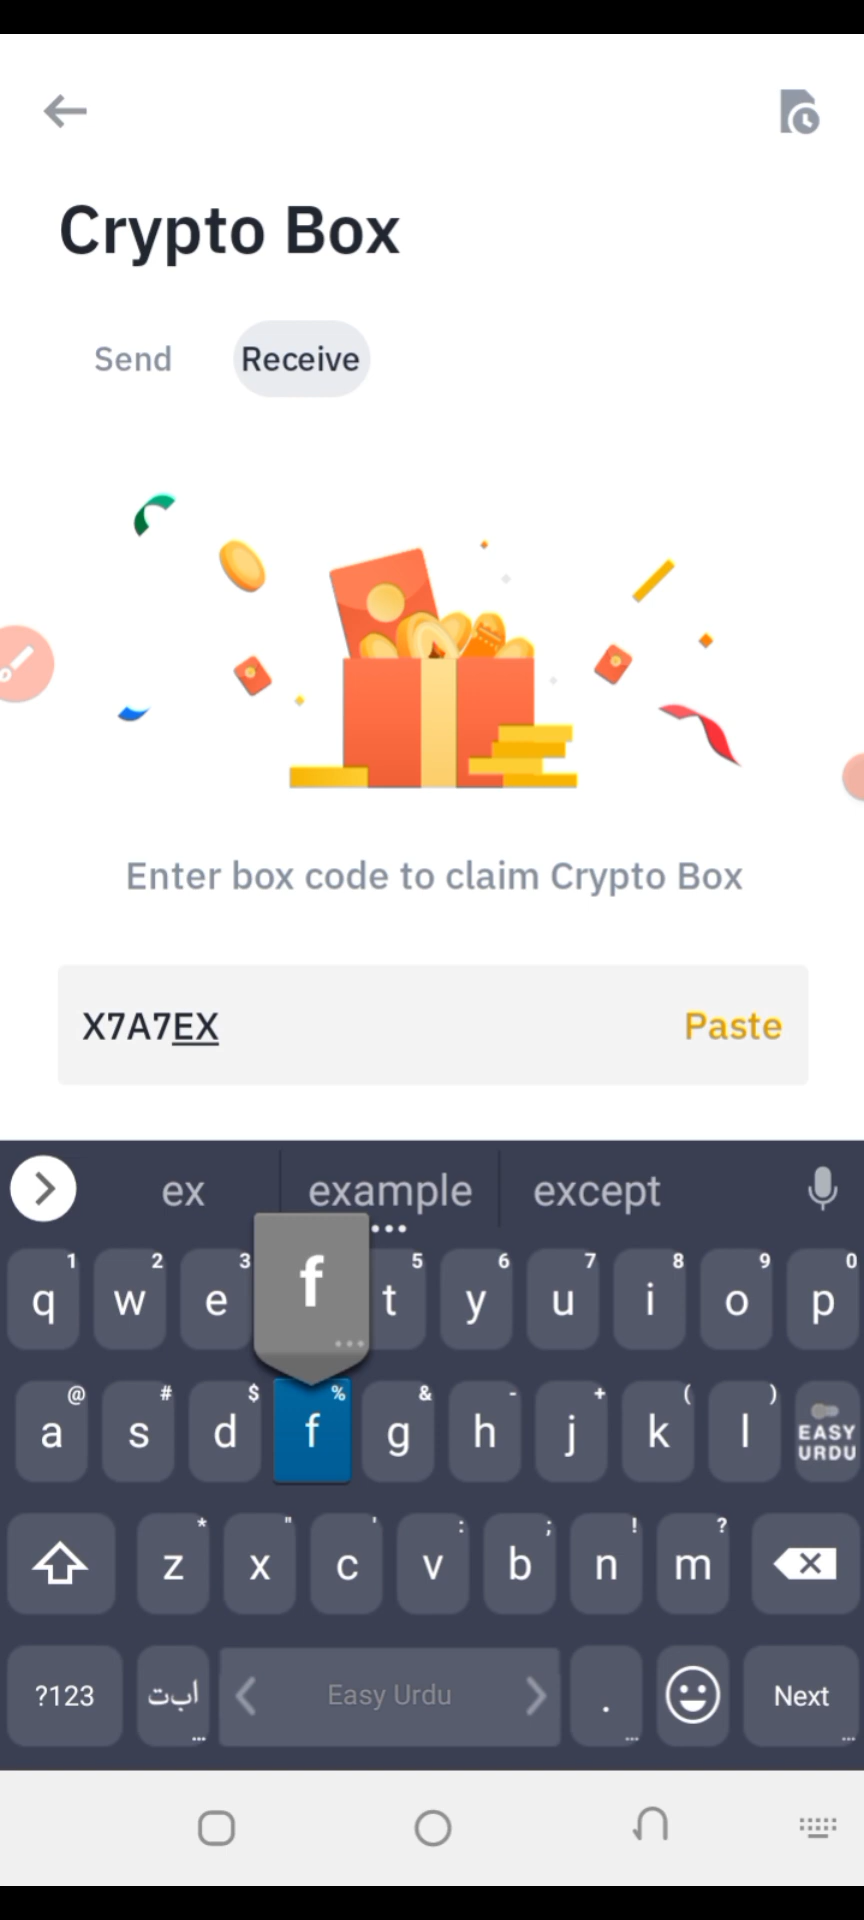 Crypto Box
Send Receive
Enter box code to claim Crypto Box
X7A7EX Paste
ex example except
f
q 1 w 2 e 3 t 5 y 6 u 7 i 8 o 9 p 0
a @ s # d $ f % g & h - j + k ( l ) EASY URDU
z * x " c ' v : b ; n ! m ?
?123 ابت Easy Urdu . Next